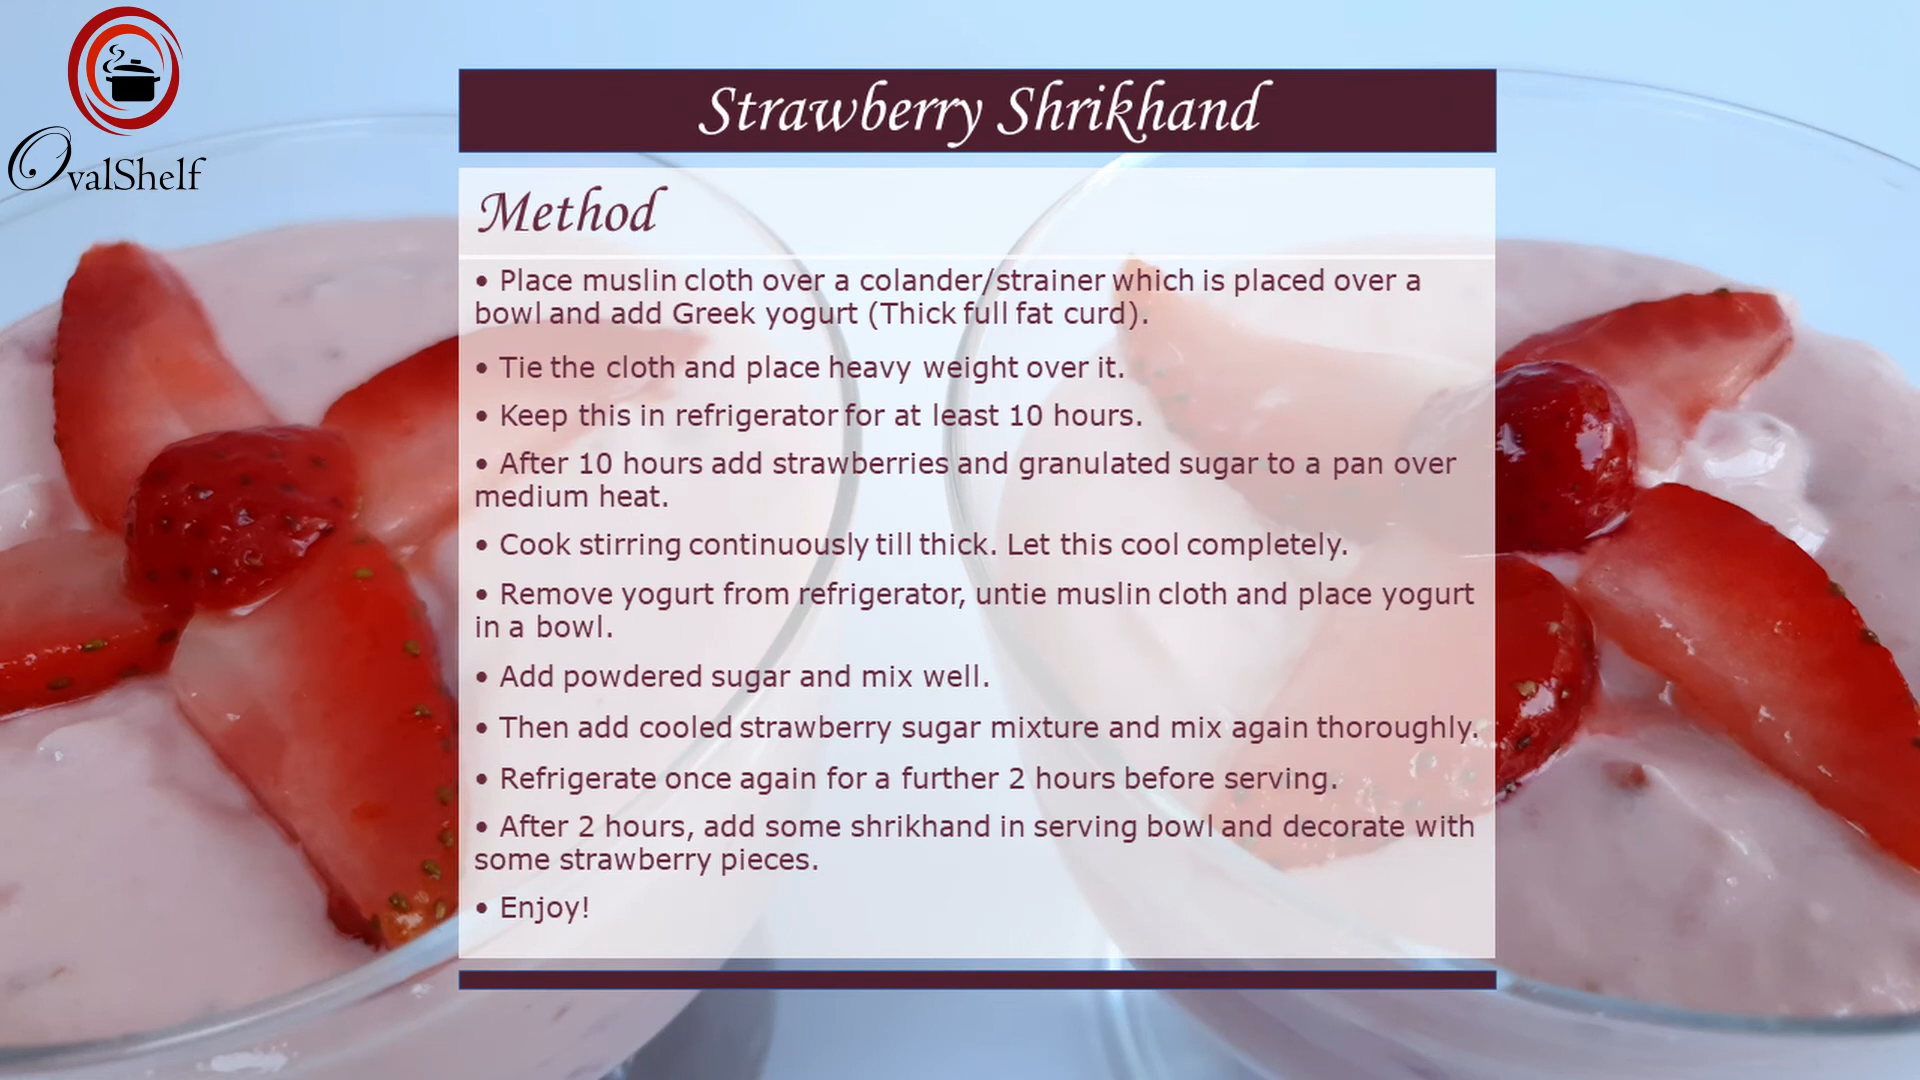 OvalShelf
Strawberry Shrikhand
Method
• Place muslin cloth over a colander/strainer which is placed over a
bowl and add Greek yogurt (Thick full fat curd).
• Tie the cloth and place heavy weight over it.
• Keep this in refrigerator for at least 10 hours.
• After 10 hours add strawberries and granulated sugar to a pan over
medium heat.
• Cook stirring continuously till thick. Let this cool completely.
• Remove yogurt from refrigerator, untie muslin cloth and place yogurt
in a bowl.
• Add powdered sugar and mix well.
• Then add cooled strawberry sugar mixture and mix again thoroughly.
• Refrigerate once again for a further 2 hours before serving.
• After 2 hours, add some shrikhand in serving bowl and decorate with
some strawberry pieces.
• Enjoy!